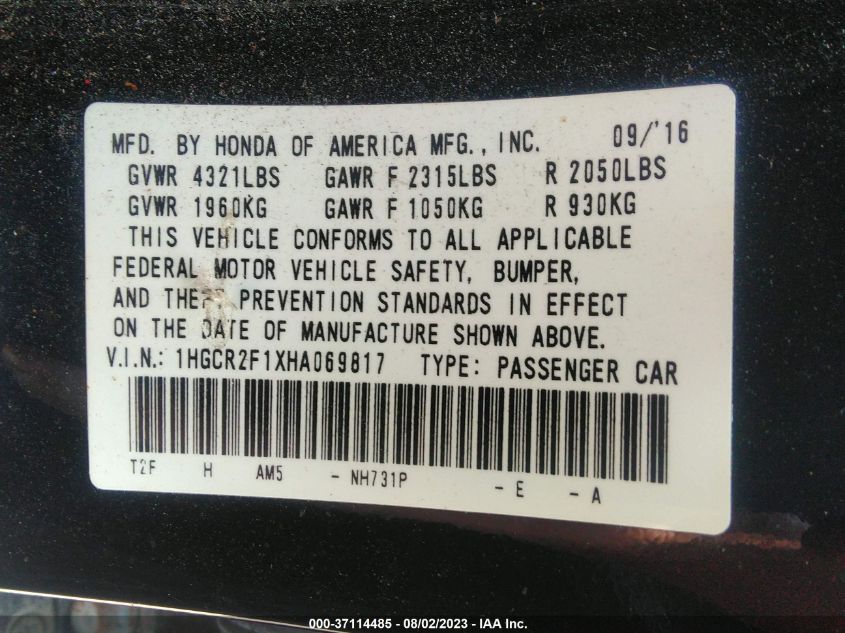 MFD. BY HONDA OF AMERICA MFG., INC. 09/'16
GVWR 4321LBS GAWR F 2315LBS R 2050LBS
GVWR 1960KG GAWR F 1050KG R 930KG
THIS VEHICLE CONFORMS TO ALL APPLICABLE
FEDERAL MOTOR VEHICLE SAFETY, BUMPER,
AND THEFT PREVENTION STANDARDS IN EFFECT
ON THE DATE OF MANUFACTURE SHOWN ABOVE.
V.I.N.: 1HGCR2F1XHA069817 TYPE: PASSENGER CAR
T2F H AM5 - NH731P - E - A
000-37114485 - 08/02/2023 - IAA Inc.